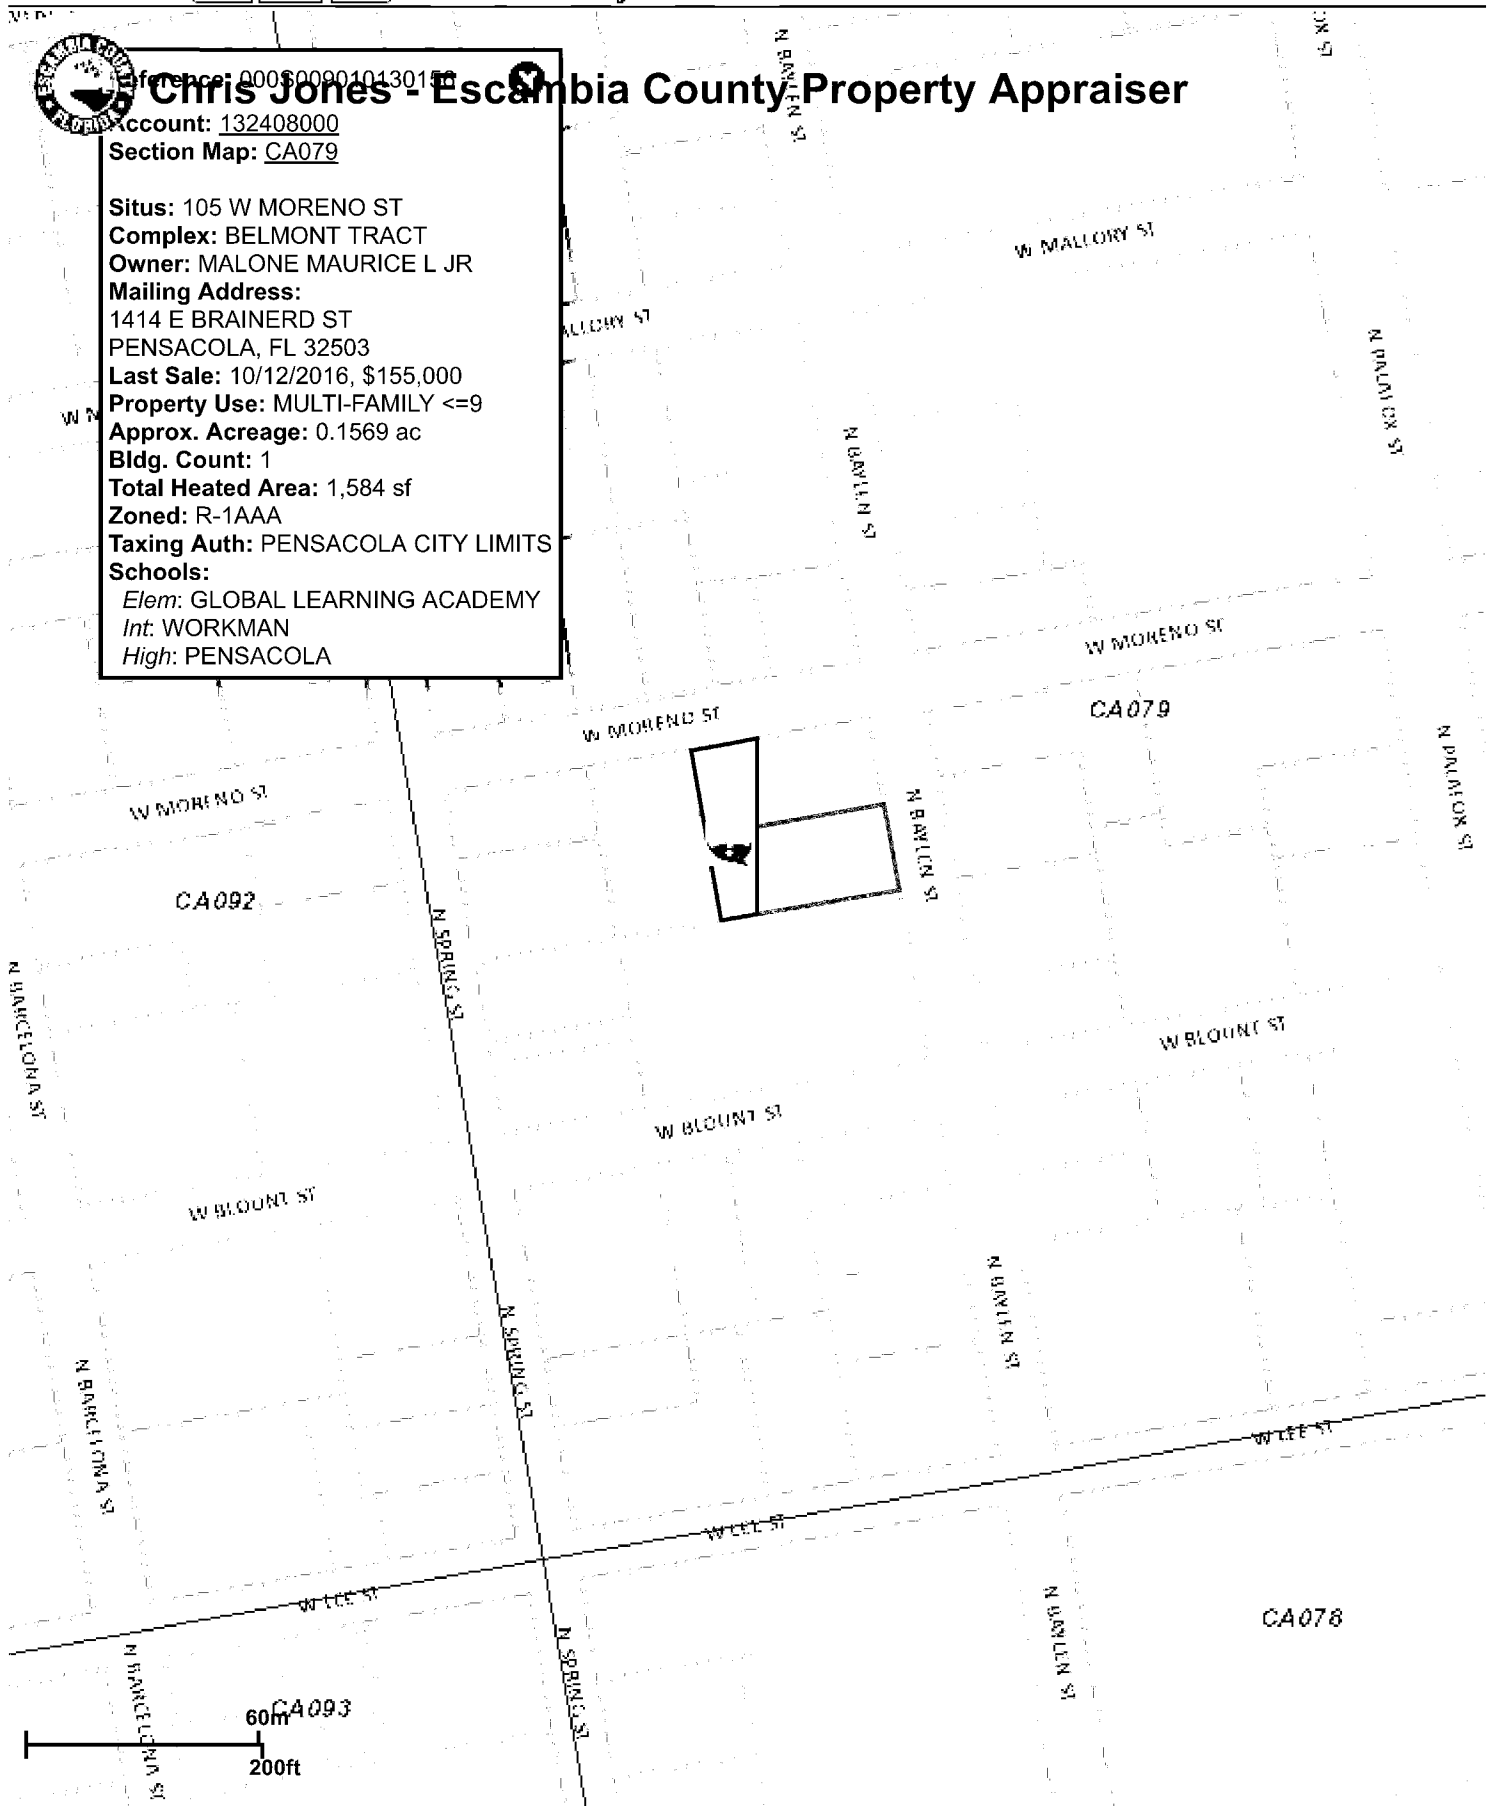 ESCAMBIA COUNTY
FLORIDA
Chris Jones - Escambia County Property Appraiser
Account: 132408000
Section Map: CA079
Situs: 105 W MORENO ST
Complex: BELMONT TRACT
Owner: MALONE MAURICE L JR
Mailing Address:
1414 E BRAINERD ST
PENSACOLA, FL 32503
Last Sale: 10/12/2016, $155,000
Property Use: MULTI-FAMILY <=9
Approx. Acreage: 0.1569 ac
Bldg. Count: 1
Total Heated Area: 1,584 sf
Zoned: R-1AAA
Taxing Auth: PENSACOLA CITY LIMITS
Schools:
Elem: GLOBAL LEARNING ACADEMY
Int: WORKMAN
High: PENSACOLA
N BAYLEN ST
W MALLORY ST
N PALAFOX ST
N BAYLEN ST
W MORENO ST
CA079
W MORENO ST
N PALAFOX ST
W MORENO ST
N BAYLEN ST
CA092
N SPRING ST
N BARCELONA ST
W BLOUNT ST
W BLOUNT ST
W BLOUNT ST
N BAYLEN ST
N SPRING ST
N BARCELONA ST
W LEE ST
W LEE ST
W LEE ST
N BAYLEN ST
CA078
N SPRING ST
N BARCELONA ST
CA093
60m
200ft